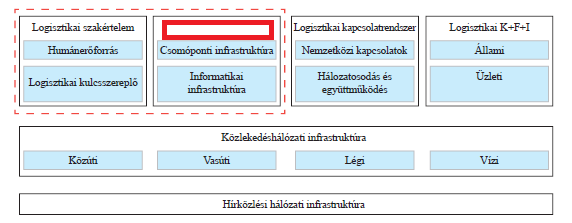 Logisztikai szakértelem
Humánerőforrás
Logisztikai kulcsszereplő
Csomóponti infrastruktúra
Informatikai
infrastruktúra
Logisztikai kapcsolatrendszer
Nemzetközi kapcsolatok
Hálózatosodás és
együttműködés
Logisztikai K+F+I
Állami
Üzleti
Közlekedéshálózati infrastruktúra
Közúti
Vasúti
Légi
Vízi
Hírközlési hálózati infrastruktúra